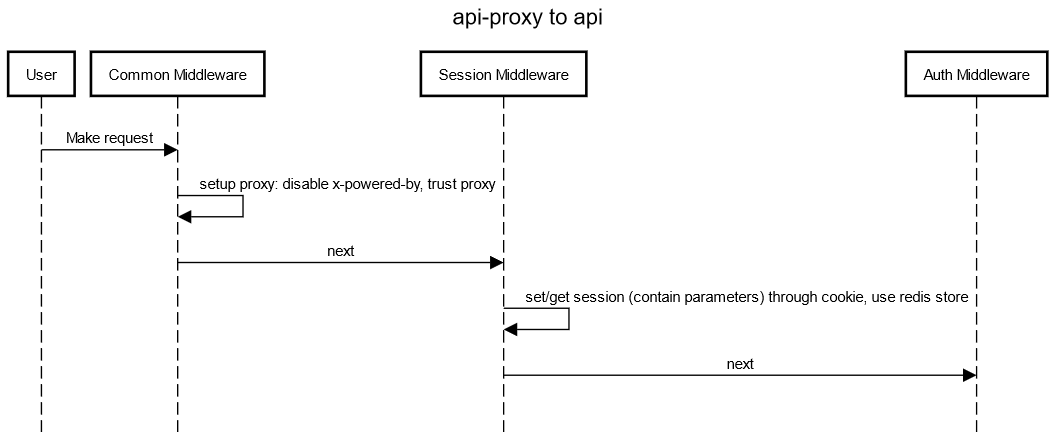 api-proxy to api
User
Common Middleware
Session Middleware
Auth Middleware
Make request
setup proxy: disable x-powered-by, trust proxy
next
set/get session (contain parameters) through cookie, use redis store
next